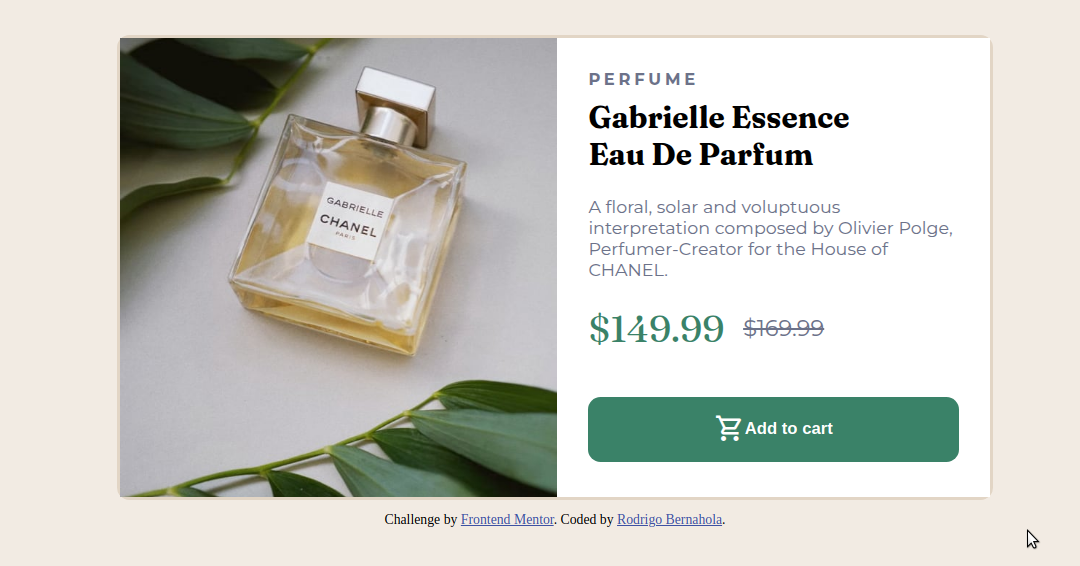 GABRIELLE
CHANEL
PARIS
PERFUME
Gabrielle Essence
Eau De Parfum
A floral, solar and voluptuous
interpretation composed by Olivier Polge,
Perfumer-Creator for the House of
CHANEL.
$149.99 $169.99
Add to cart
Challenge by Frontend Mentor. Coded by Rodrigo Bernahola.